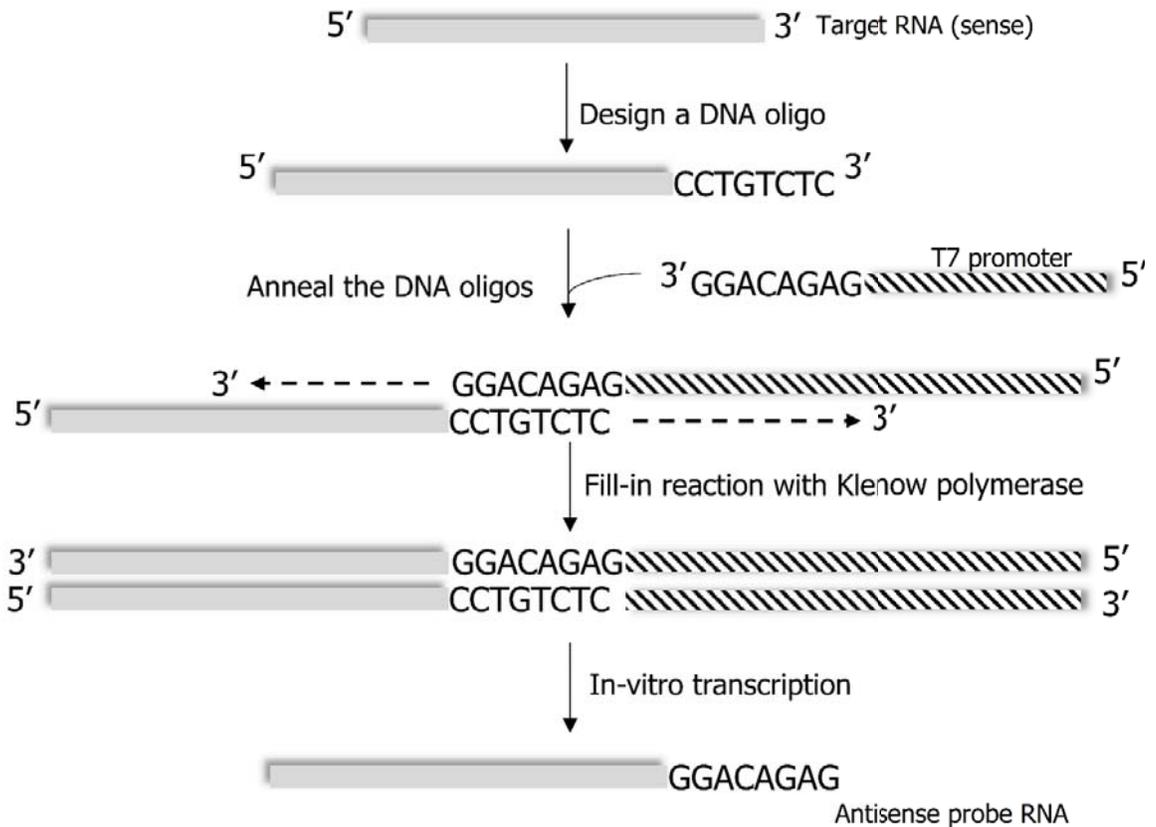 5′ 3′ Target RNA (sense)
Design a DNA oligo
5′ CCTGTCTC 3′
T7 promoter
Anneal the DNA oligos 3′ GGACAGAG 5′
3′ GGACAGAG 5′
5′ CCTGTCTC 3′
Fill-in reaction with Klenow polymerase
3′ GGACAGAG 5′
5′ CCTGTCTC 3′
In-vitro transcription
GGACAGAG
Antisense probe RNA